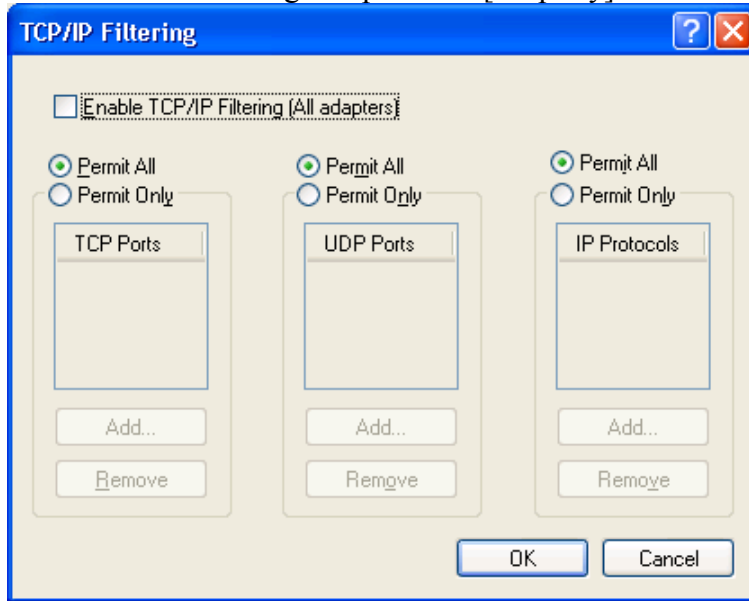 TCP/IP Filtering
Enable TCP/IP Filtering (All adapters)
Permit All Permit All Permit All
Permit Only Permit Only Permit Only
TCP Ports UDP Ports IP Protocols
Add... Add... Add...
Remove Remove Remove
OK Cancel